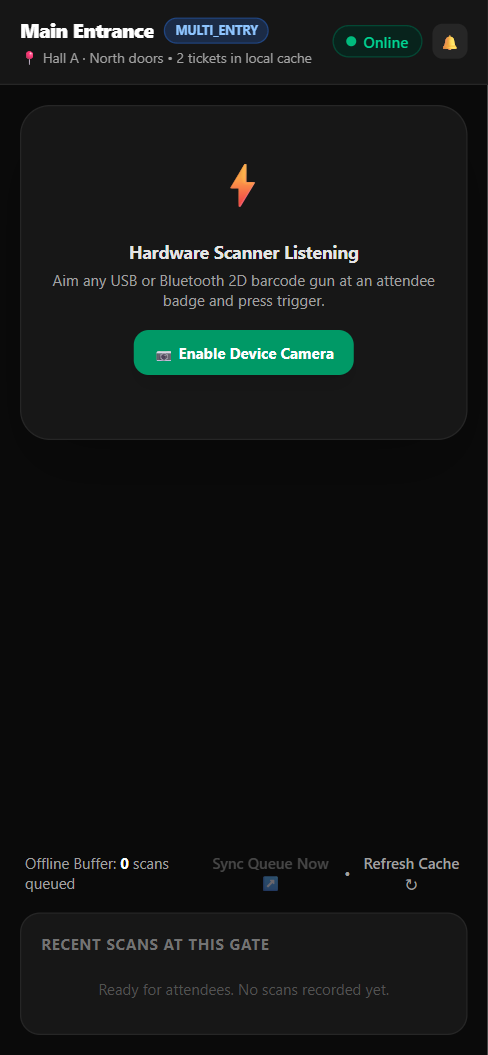 Main Entrance MULTI_ENTRY
Online
Hall A · North doors • 2 tickets in local cache
Hardware Scanner Listening
Aim any USB or Bluetooth 2D barcode gun at an attendee
badge and press trigger.
Enable Device Camera
Offline Buffer: 0 scans
queued
Sync Queue Now
•
Refresh Cache
↻
RECENT SCANS AT THIS GATE
Ready for attendees. No scans recorded yet.